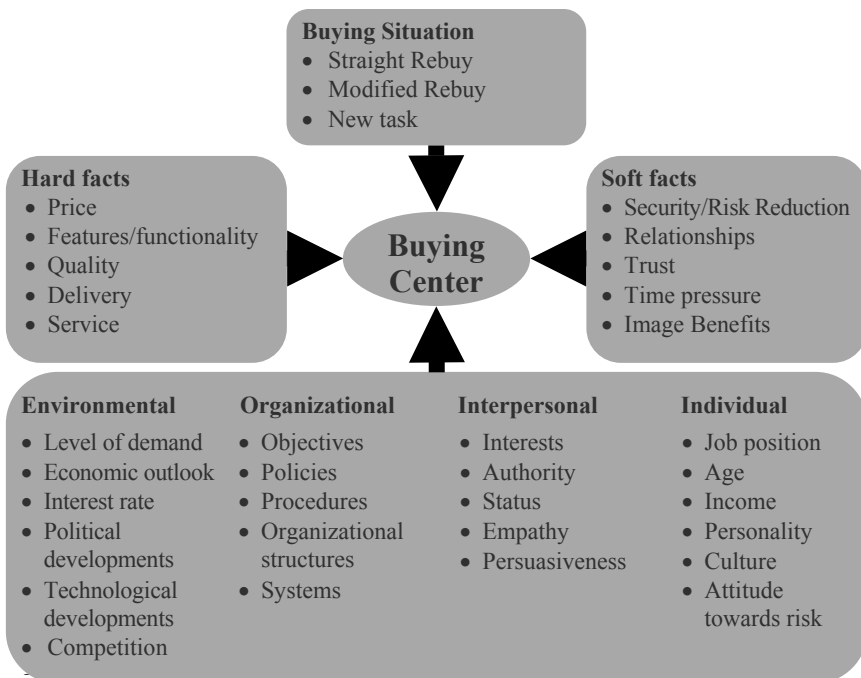 Buying Situation
• Straight Rebuy
• Modified Rebuy
• New task
Hard facts
• Price
• Features/functionality
• Quality
• Delivery
• Service
Buying
Center
Soft facts
• Security/Risk Reduction
• Relationships
• Trust
• Time pressure
• Image Benefits
Environmental
• Level of demand
• Economic outlook
• Interest rate
• Political
developments
• Technological
developments
• Competition
Organizational
• Objectives
• Policies
• Procedures
• Organizational
structures
• Systems
Interpersonal
• Interests
• Authority
• Status
• Empathy
• Persuasiveness
Individual
• Job position
• Age
• Income
• Personality
• Culture
• Attitude
towards risk